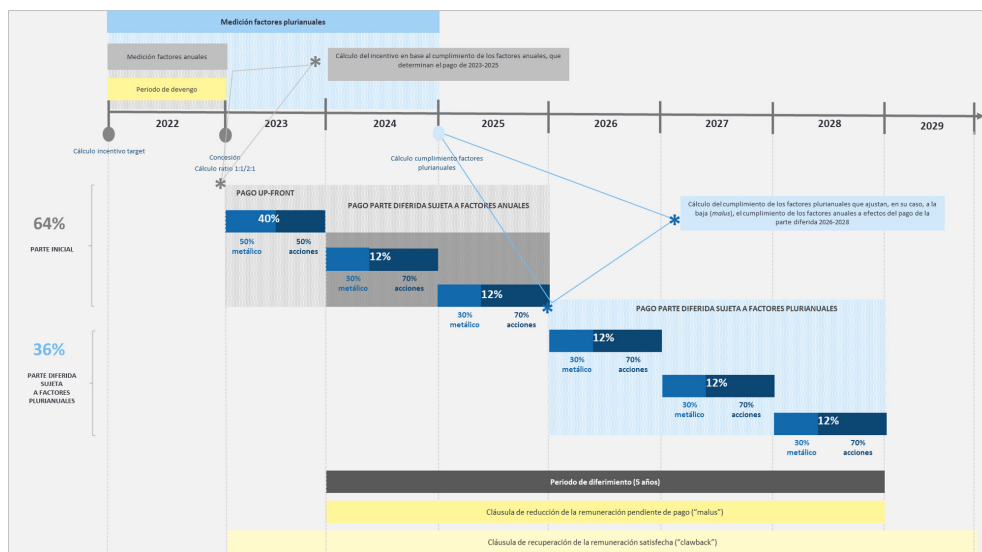 Medición factores plurianuales
Medición factores anuales
Cálculo del incentivo en base al cumplimiento de los factores anuales, que
determinan el pago de 2023-2025
Periodo de devengo
2022
2023
2024
2025
2026
2027
2028
2029
Cálculo incentivo target
Concesión
Cálculo ratio 1:1/2:1
Cálculo cumplimiento factores
plurianuales
64%
PARTE INICIAL
PAGO UP-FRONT
PAGO PARTE DIFERIDA SUJETA A FACTORES ANUALES
Cálculo del cumplimiento de los factores plurianuales que ajustan, en su caso, a la
baja (malus), el cumplimiento de los factores anuales a efectos del pago de la
parte diferida 2026-2028
40%
50%
metálico
50%
acciones
12%
30%
metálico
70%
acciones
12%
30%
metálico
70%
acciones
36%
PARTE DIFERIDA
SUJETA
A FACTORES
PLURIANUALES
PAGO PARTE DIFERIDA SUJETA A FACTORES PLURIANUALES
12%
30%
metálico
70%
acciones
12%
30%
metálico
70%
acciones
12%
30%
metálico
70%
acciones
Periodo de diferimiento (5 años)
Cláusula de reducción de la remuneración pendiente de pago (“malus”)
Cláusula de recuperación de la remuneración satisfecha (“clawback”)